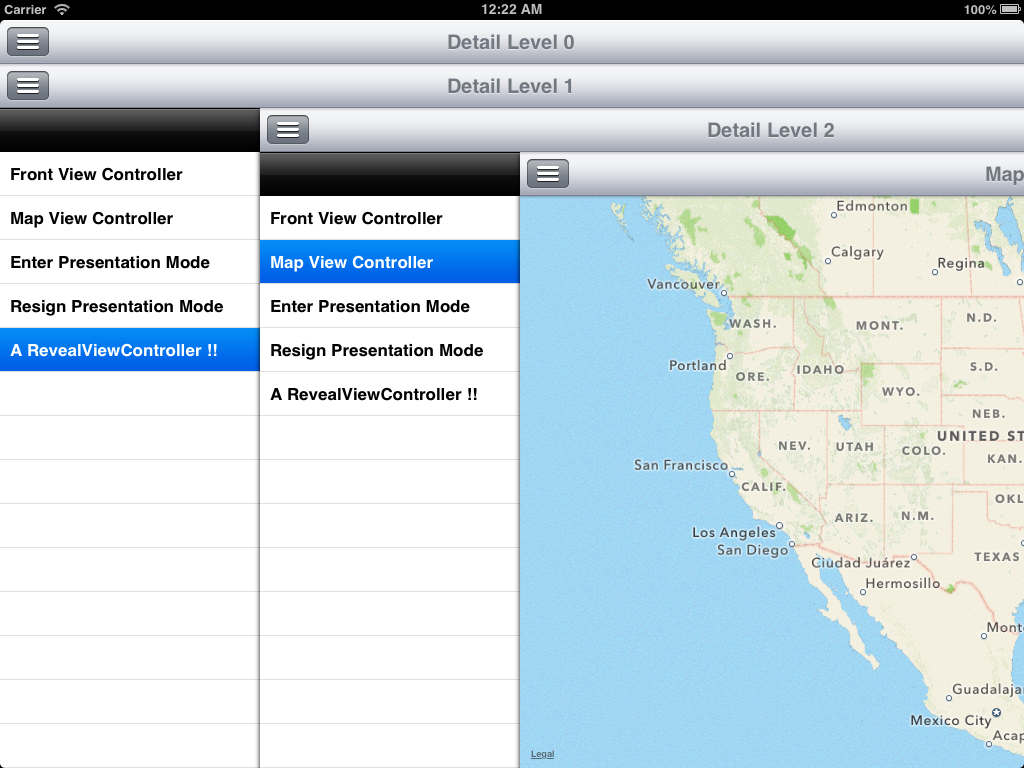 Carrier 12:22 AM 100%
Detail Level 0
Detail Level 1
Detail Level 2
Map
Front View Controller
Map View Controller
Enter Presentation Mode
Resign Presentation Mode
A RevealViewController !!
Front View Controller
Map View Controller
Enter Presentation Mode
Resign Presentation Mode
A RevealViewController !!
Edmonton
Calgary
Regina
Vancouver
WASH.
MONT.
N.D.
Portland
ORE.
IDAHO
S.D.
WYO.
NEB.
UNITED ST
NEV.
UTAH
COLO.
KAN.
San Francisco
CALIF.
OKL
ARIZ.
N.M.
Los Angeles
San Diego
TEXAS
Ciudad Juárez
Hermosillo
Mont
Guadalaja
Mexico City
Acap
Legal